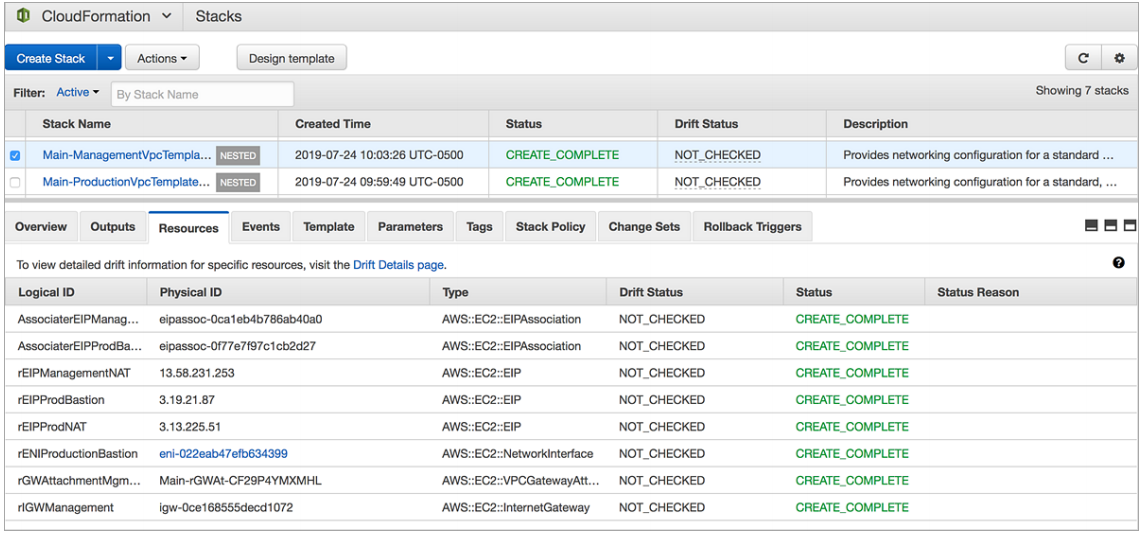 CloudFormation Stacks
Create Stack Actions Design template
Filter: Active By Stack Name Showing 7 stacks
Stack Name Created Time Status Drift Status Description
Main-ManagementVpcTempla... NESTED 2019-07-24 10:03:26 UTC-0500 CREATE_COMPLETE NOT_CHECKED Provides networking configuration for a standard ...
Main-ProductionVpcTemplate... NESTED 2019-07-24 09:59:49 UTC-0500 CREATE_COMPLETE NOT_CHECKED Provides networking configuration for a standard, ...
Overview Outputs Resources Events Template Parameters Tags Stack Policy Change Sets Rollback Triggers
To view detailed drift information for specific resources, visit the Drift Details page.
Logical ID Physical ID Type Drift Status Status Status Reason
AssociaterEIPManag... eipassoc-0ca1eb4b786ab40a0 AWS::EC2::EIPAssociation NOT_CHECKED CREATE_COMPLETE
AssociaterEIPProdBa... eipassoc-0f77e7f97c1cb2d27 AWS::EC2::EIPAssociation NOT_CHECKED CREATE_COMPLETE
rEIPManagementNAT 13.58.231.253 AWS::EC2::EIP NOT_CHECKED CREATE_COMPLETE
rEIPProdBastion 3.19.21.87 AWS::EC2::EIP NOT_CHECKED CREATE_COMPLETE
rEIPProdNAT 3.13.225.51 AWS::EC2::EIP NOT_CHECKED CREATE_COMPLETE
rENIProductionBastion eni-022eab47efb634399 AWS::EC2::NetworkInterface NOT_CHECKED CREATE_COMPLETE
rGWAttachmentMgm... Main-rGWAt-CF29P4YMXMHL AWS::EC2::VPCGatewayAtt... NOT_CHECKED CREATE_COMPLETE
rIGWManagement igw-0ce168555decd1072 AWS::EC2::InternetGateway NOT_CHECKED CREATE_COMPLETE